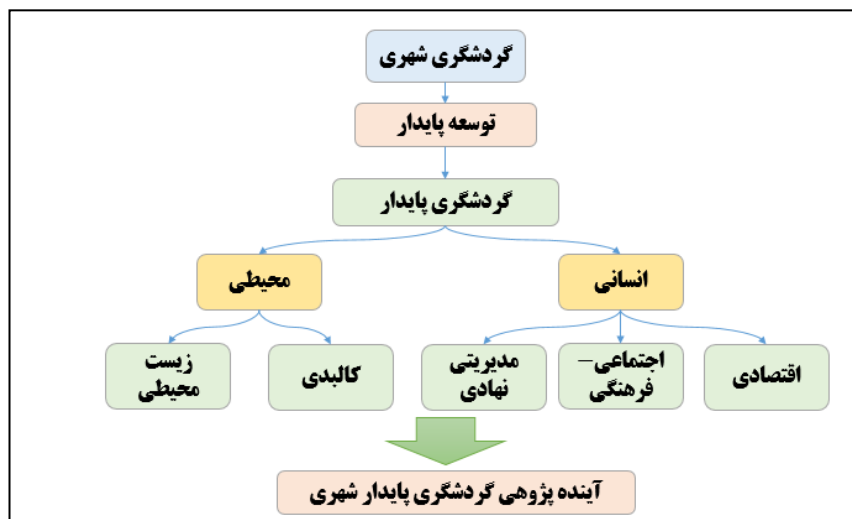 گردشگری شهری
توسعه پایدار
گردشگری پایدار
انسانی
محیطی
اقتصادی
اجتماعی–
فرهنگی
مدیریتی
نهادی
کالبدی
زیست
محیطی
آینده پژوهی گردشگری پایدار شهری